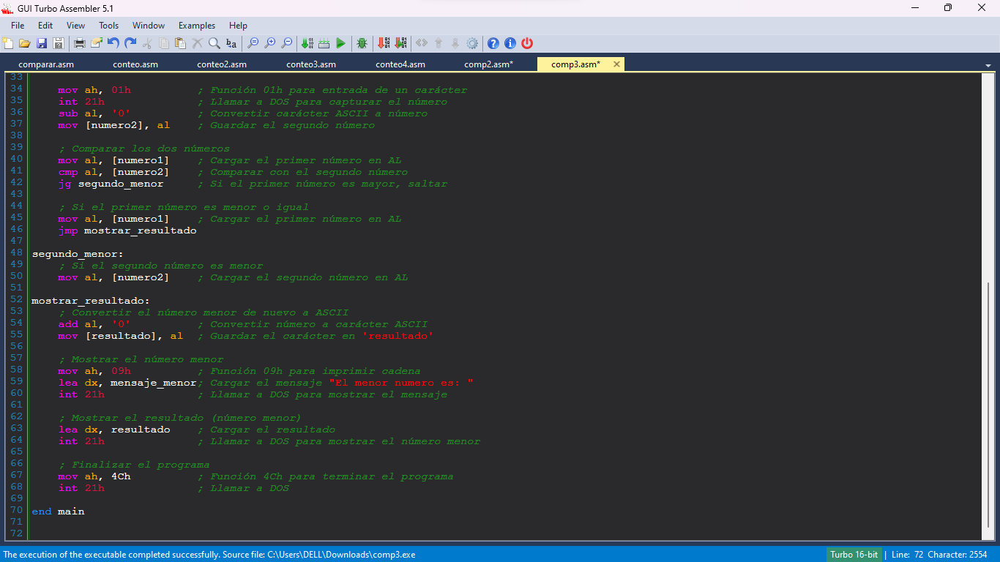 GUI Turbo Assembler 5.1
File Edit View Tools Window Examples Help
comparar.asm conteo.asm conteo2.asm conteo3.asm conteo4.asm comp2.asm* comp3.asm*
33
34 mov ah, 01h ; Función 01h para entrada de un carácter
35 int 21h ; Llamar a DOS para capturar el número
36 sub al, '0' ; Convertir carácter ASCII a número
37 mov [numero2], al ; Guardar el segundo número
38
39 ; Comparar los dos números
40 mov al, [numero1] ; Cargar el primer número en AL
41 cmp al, [numero2] ; Comparar con el segundo número
42 jg segundo_menor ; Si el primer número es mayor, saltar
43
44 ; Si el primer número es menor o igual
45 mov al, [numero1] ; Cargar el primer número en AL
46 jmp mostrar_resultado
47
48 segundo_menor:
49 ; Si el segundo número es menor
50 mov al, [numero2] ; Cargar el segundo número en AL
51
52 mostrar_resultado:
53 ; Convertir el número menor de nuevo a ASCII
54 add al, '0' ; Convertir número a carácter ASCII
55 mov [resultado], al ; Guardar el carácter en 'resultado'
56
57 ; Mostrar el número menor
58 mov ah, 09h ; Función 09h para imprimir cadena
59 lea dx, mensaje_menor; Cargar el mensaje "El menor numero es: "
60 int 21h ; Llamar a DOS para mostrar el mensaje
61
62 ; Mostrar el resultado (número menor)
63 lea dx, resultado ; Cargar el resultado
64 int 21h ; Llamar a DOS para mostrar el número menor
65
66 ; Finalizar el programa
67 mov ah, 4Ch ; Función 4Ch para terminar el programa
68 int 21h ; Llamar a DOS
69
70 end main
71
72
The execution of the executable completed successfully. Source file: C:\Users\DELL\Downloads\comp3.exe Turbo 16-bit | Line: 72 Character: 2554